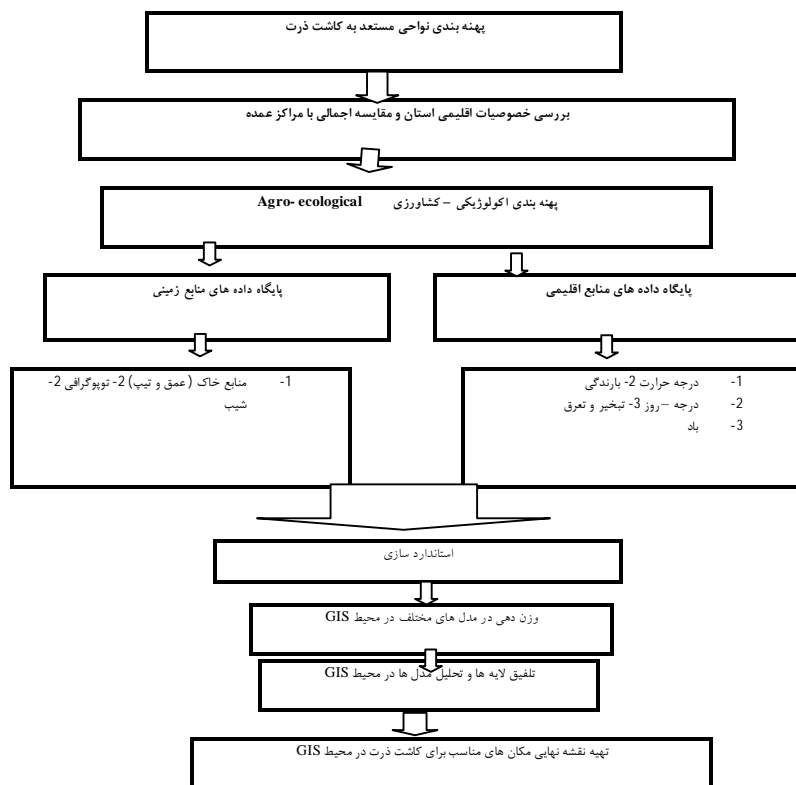 پهنه بندی نواحی مستعد به کاشت ذرت
بررسی خصوصیات اقلیمی استان و مقایسه اجمالی با مراکز عمده
پهنه بندی اکولوژیکی – کشاورزی Agro- ecological
پایگاه داده های منابع اقلیمی
پایگاه داده های منابع زمینی
1- درجه حرارت 2- بارندگی
2- درجه – روز 3- تبخیر و تعرق
3- باد
1- منابع خاک (عمق و تیپ) 2- توپوگرافی 2-
شیب
استاندارد سازی
وزن دهی در مدل های مختلف در محیط GIS
تلفیق لایه ها و تحلیل مدل ها در محیط GIS
تهیه نقشه نهایی مکان های مناسب برای کاشت ذرت در محیط GIS